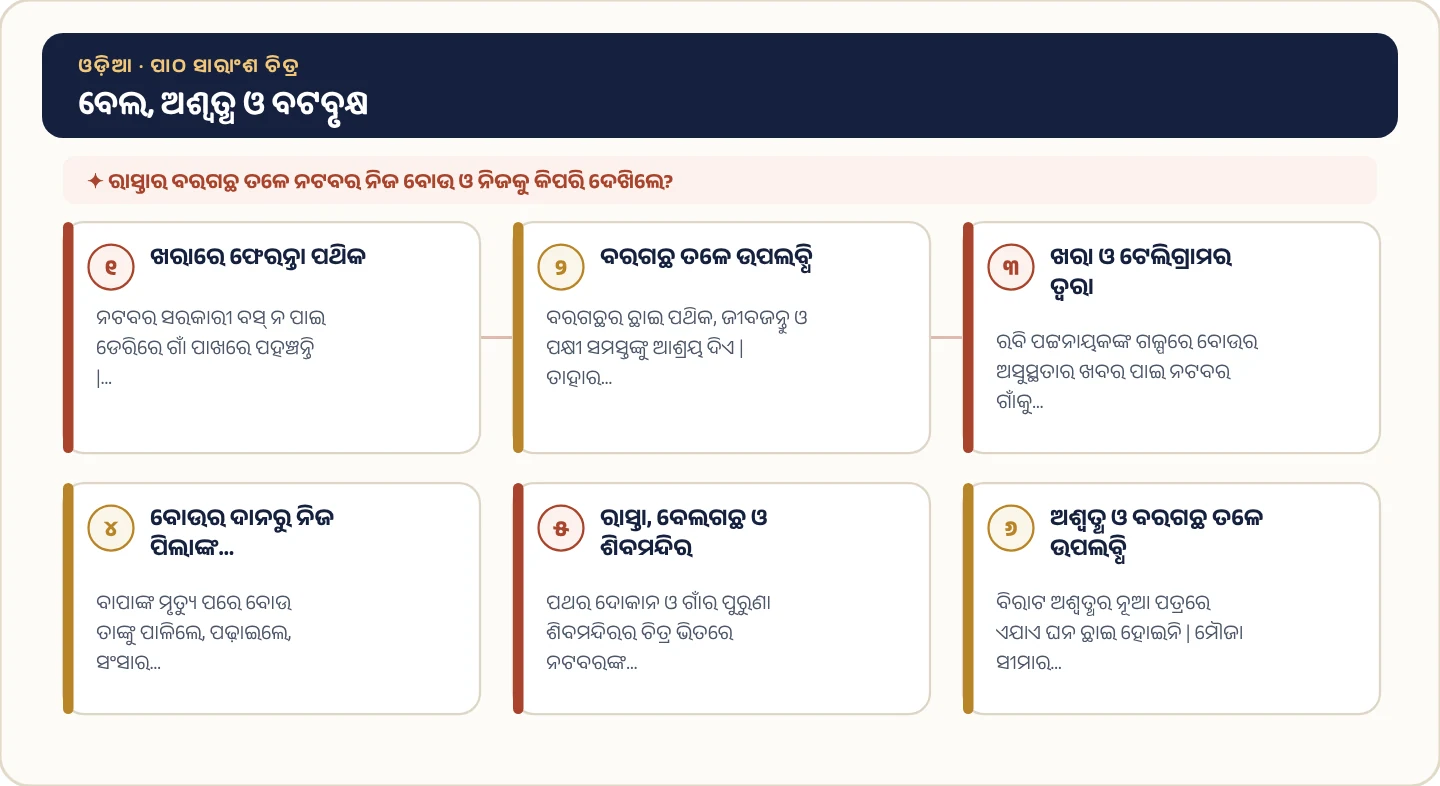 ଓଡ଼ିଆ · ପାଠ ସାରାଂଶ ଚିତ୍ର
ବେଲ, ଅଶ୍ୱତ୍ଥ ଓ ବଟବୃକ୍ଷ
✦ ରାସ୍ତାର ବରଗଛ ତଳେ ନଟବର ନିଜ ବୋଉ ଓ ନିଜକୁ କିପରି ଦେଖିଲେ?
୧
ଖରାରେ ଫେରନ୍ତା ପଥିକ
ନଟବର ସରକାରୀ ବସ୍ ନ ପାଇ
ଡେରିରେ ଗାଁ ପାଖରେ ପହଞ୍ଚନ୍ତି
|...
୨
ବରଗଛ ତଳେ ଉପଲବ୍ଧି
ବରଗଛର ଛାଇ ପଥିକ, ଜୀବଜନ୍ତୁ ଓ
ପକ୍ଷୀ ସମସ୍ତଙ୍କୁ ଆଶ୍ରୟ ଦିଏ |
ତାହାର...
୩
ଖରା ଓ ଟେଲିଗ୍ରାମର
ତ୍ୱରା
ରବି ପଟ୍ଟନାୟକଙ୍କ ଗଳ୍ପରେ ବୋଉର
ଅସୁସ୍ଥତାର ଖବର ପାଇ ନଟବର
ଗାଁକୁ...
୪
ବୋଉର ଦାନରୁ ନିଜ
ପିଲାଙ୍କ...
ବାପାଙ୍କ ମୃତ୍ୟୁ ପରେ ବୋଉ
ତାଙ୍କୁ ପାଳିଲେ, ପଢ଼ାଇଲେ,
ସଂସାର...
୫
ରାସ୍ତା, ବେଲଗଛ ଓ
ଶିବମନ୍ଦିର
ପଥର ଦୋକାନ ଓ ଗାଁର ପୁରୁଣା
ଶିବମନ୍ଦିରର ଚିତ୍ର ଭିତରେ
ନଟବରଙ୍କ...
୬
ଅଶ୍ୱତ୍ଥ ଓ ବରଗଛ ତଳେ
ଉପଲବ୍ଧି
ବିରାଟ ଅଶ୍ୱତ୍ଥର ନୂଆ ପତ୍ରରେ
ଏଯାଏ ଘନ ଛାଇ ହୋଇନି | ମୌଜା
ସୀମାର...